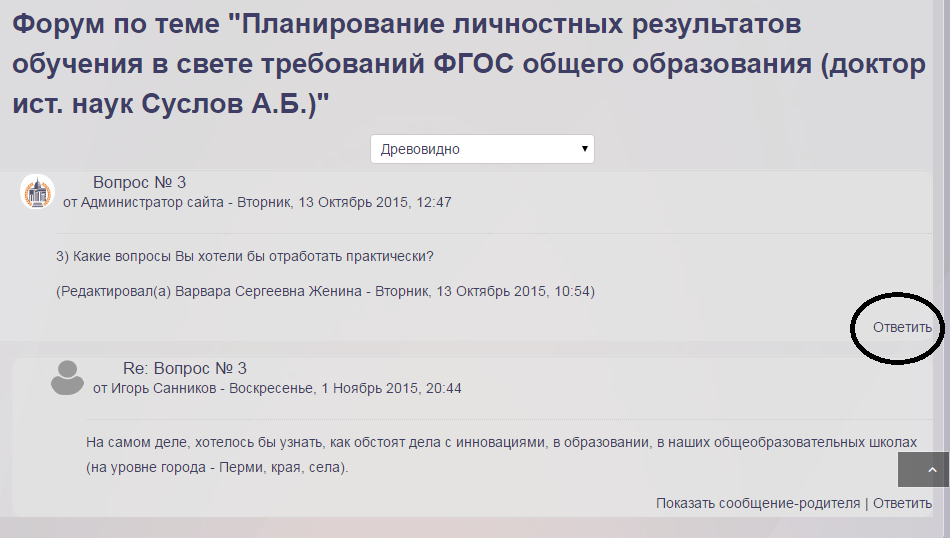 Форум по теме "Планирование личностных результатов
обучения в свете требований ФГОС общего образования (доктор
ист. наук Суслов А.Б.)"
Древовидно
Вопрос № 3
от Администратор сайта - Вторник, 13 Октябрь 2015, 12:47
3) Какие вопросы Вы хотели бы отработать практически?
(Редактировал(а) Варвара Сергеевна Женина - Вторник, 13 Октябрь 2015, 10:54)
Ответить
Re: Вопрос № 3
от Игорь Санников - Воскресенье, 1 Ноябрь 2015, 20:44
На самом деле, хотелось бы узнать, как обстоят дела с инновациями, в образовании, в наших общеобразовательных школах
(на уровне города - Перми, края, села).
Показать сообщение-родителя | Ответить